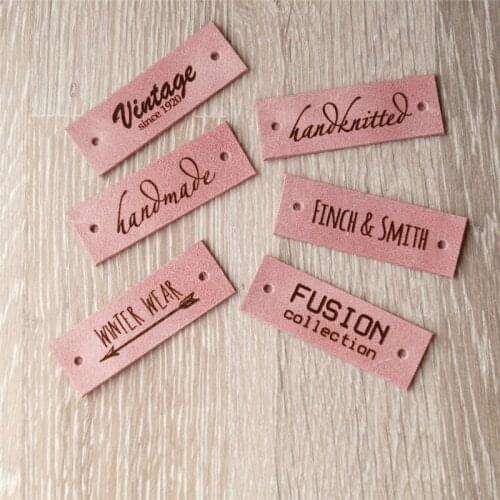 Vintage
since 1920
handmade
WINTER WEAR
handknitted
FINCH & SMITH
FUSION
collection